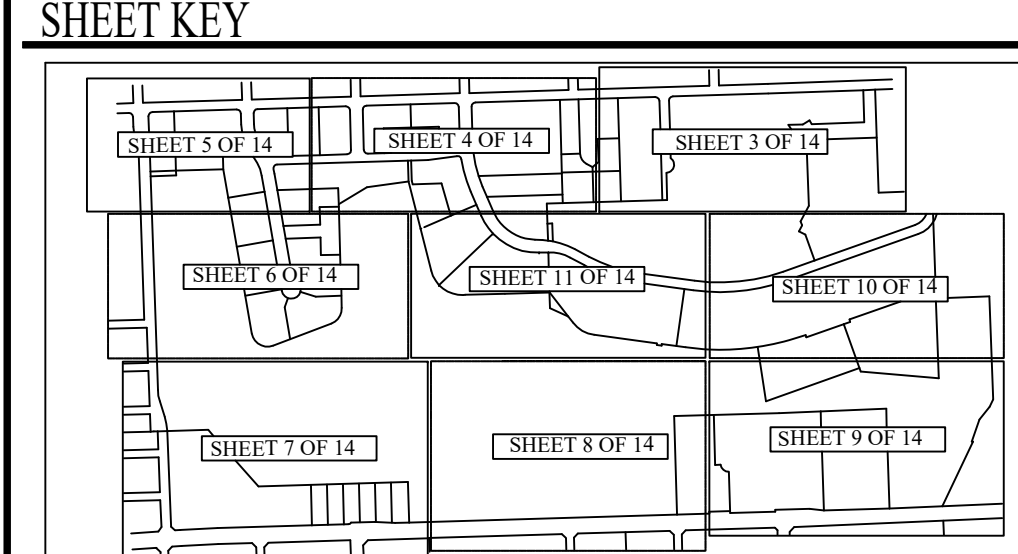 SHEET KEY
SHEET 5 OF 14
SHEET 4 OF 14
SHEET 3 OF 14
SHEET 6 OF 14
SHEET 11 OF 14
SHEET 10 OF 14
SHEET 7 OF 14
SHEET 8 OF 14
SHEET 9 OF 14